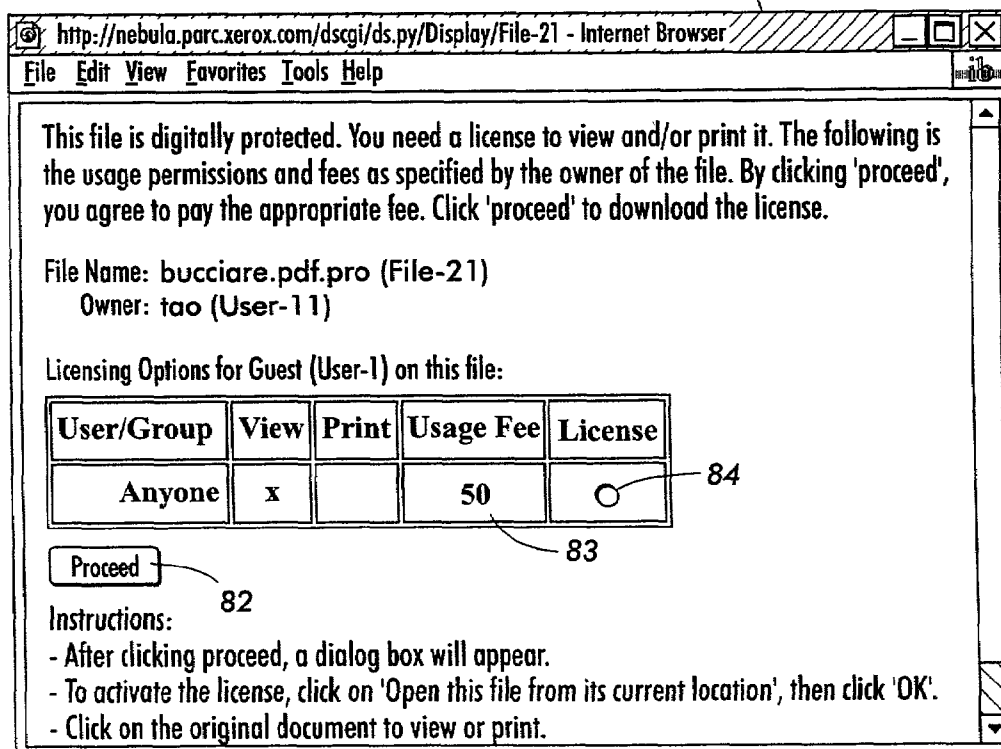 http://nebula.parc.xerox.com/dscgi/ds.py/Display/File-21 - Internet Browser
File Edit View Favorites Tools Help
ib
This file is digitally protected. You need a license to view and/or print it. The following is
the usage permissions and fees as specified by the owner of the file. By clicking 'proceed',
you agree to pay the appropriate fee. Click 'proceed' to download the license.
File Name: bucciare.pdf.pro (File-21)
Owner: tao (User-11)
Licensing Options for Guest (User-1) on this file:
User/Group View Print Usage Fee License
Anyone x 50
84
83
Proceed
82
Instructions:
- After clicking proceed, a dialog box will appear.
- To activate the license, click on 'Open this file from its current location', then click 'OK'.
- Click on the original document to view or print.